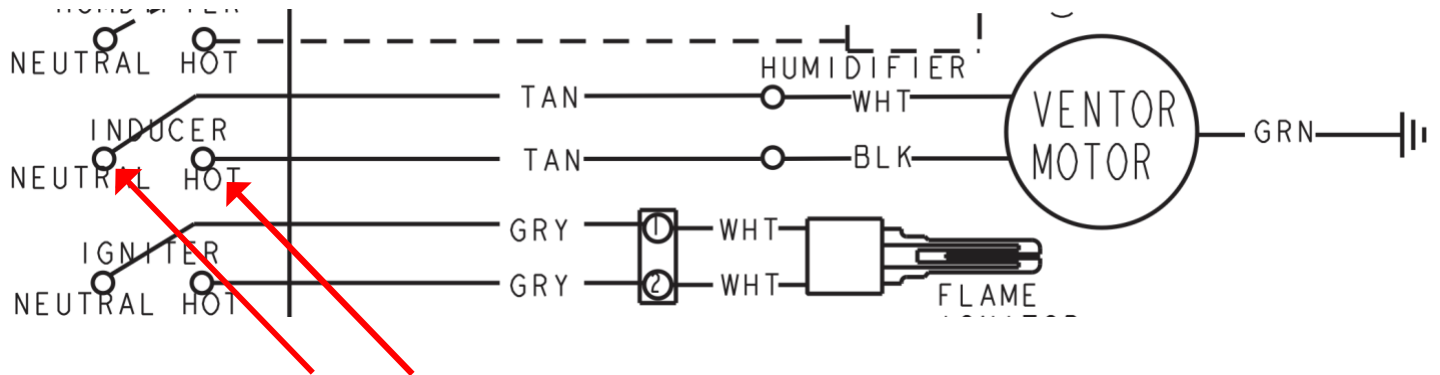 NEUTRAL HOT
HUMIDIFIER
TAN WHT
INDUCER
VENTOR
MOTOR
GRN
TAN BLK
NEUTRAL HOT
IGNITER
GRY 1 WHT
NEUTRAL HOT
GRY 2 WHT
FLAME